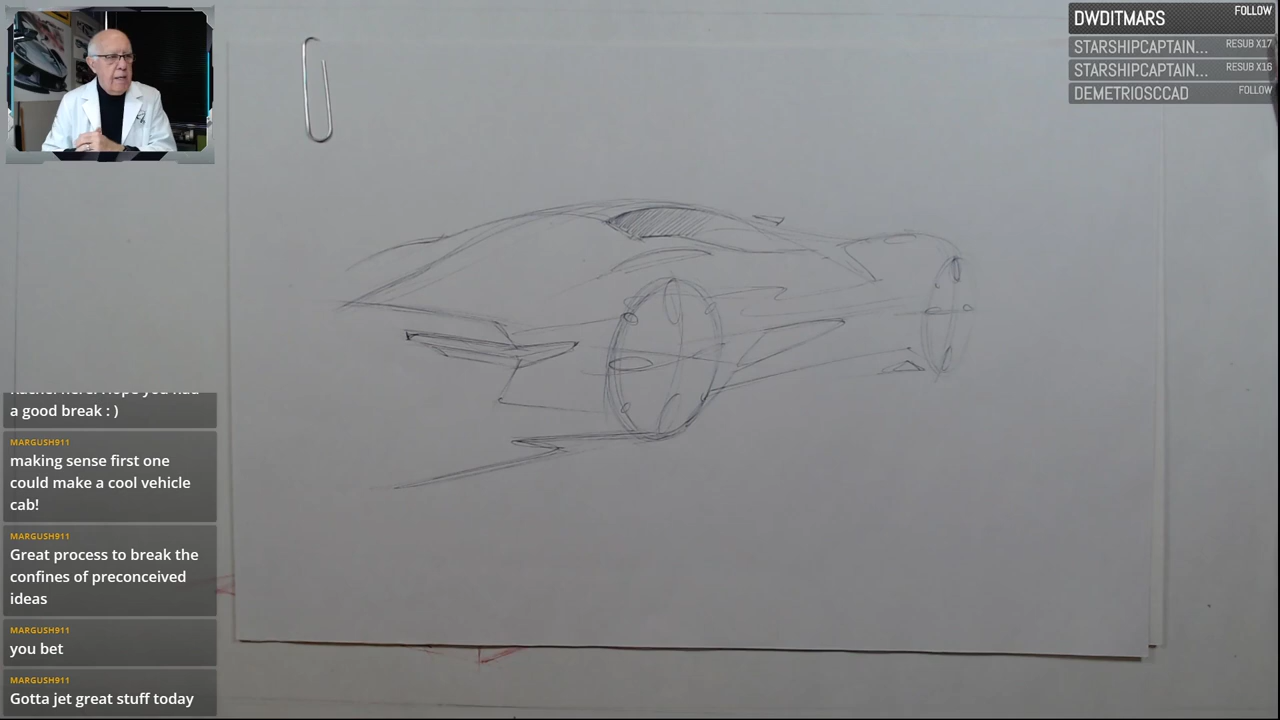 DWDITMARS FOLLOW
STARSHIPCAPTAIN... RESUB X17
STARSHIPCAPTAIN... RESUB X16
DEMETRIOSCCAD FOLLOW
a good break : )
MARGUSH911
making sense first one
could make a cool vehicle
cab!
MARGUSH911
Great process to break the
confines of preconceived
ideas
MARGUSH911
you bet
MARGUSH911
Gotta jet great stuff today